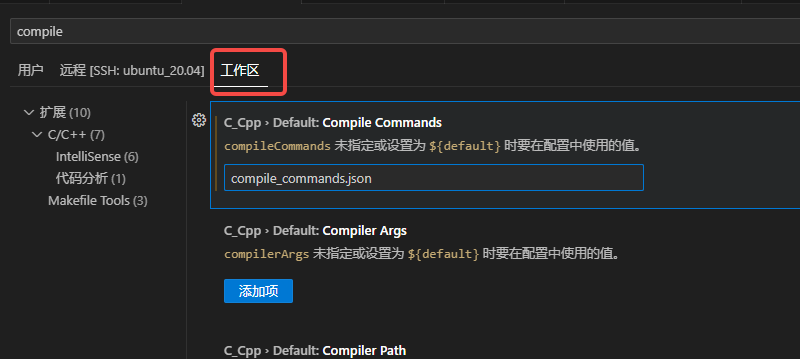 compile
用户 远程 [SSH: ubuntu_20.04] 工作区
扩展 (10)
C/C++ (7)
IntelliSense (6)
代码分析 (1)
Makefile Tools (3)
C_Cpp › Default: Compile Commands
compileCommands 未指定或设置为 ${default} 时要在配置中使用的值。
compile_commands.json
C_Cpp › Default: Compiler Args
compilerArgs 未指定或设置为 ${default} 时要在配置中使用的值。
添加项
C_Cpp › Default: Compiler Path